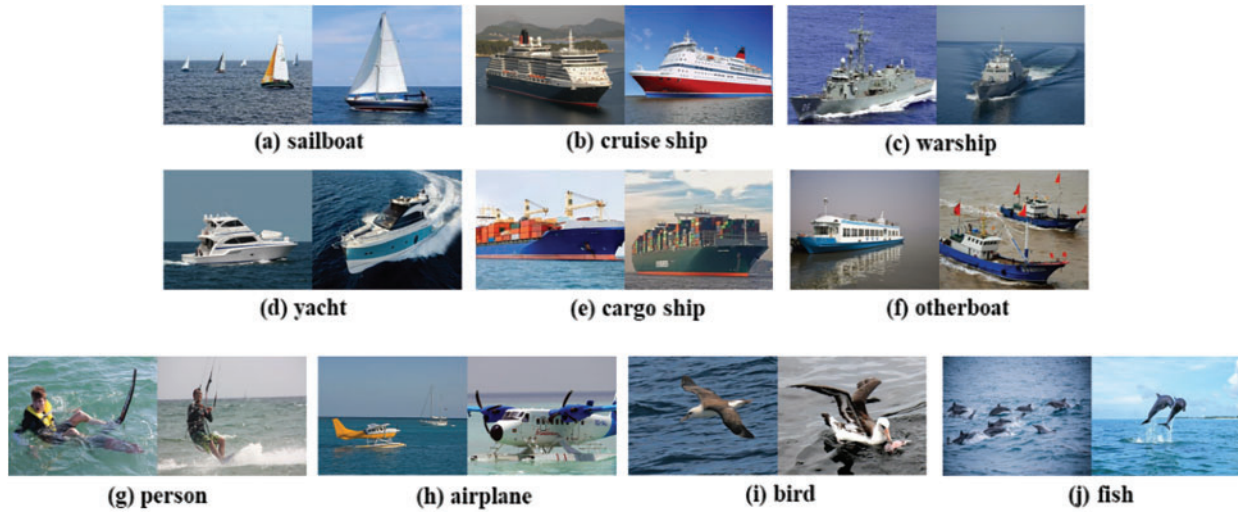 (a) sailboat
(b) cruise ship
(c) warship
(d) yacht
(e) cargo ship
(f) otherboat
(g) person
(h) airplane
(i) bird
(j) fish